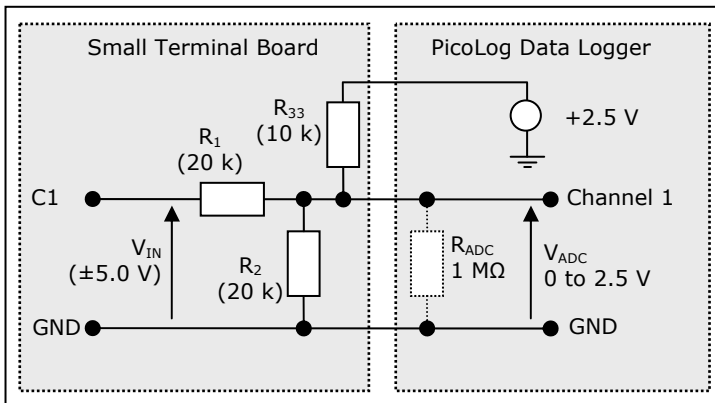 Small Terminal Board
PicoLog Data Logger
R33
(10 k)
+2.5 V
R1
(20 k)
C1
Channel 1
VIN
(±5.0 V)
R2
(20 k)
RADC
1 MΩ
VADC
0 to 2.5 V
GND
GND